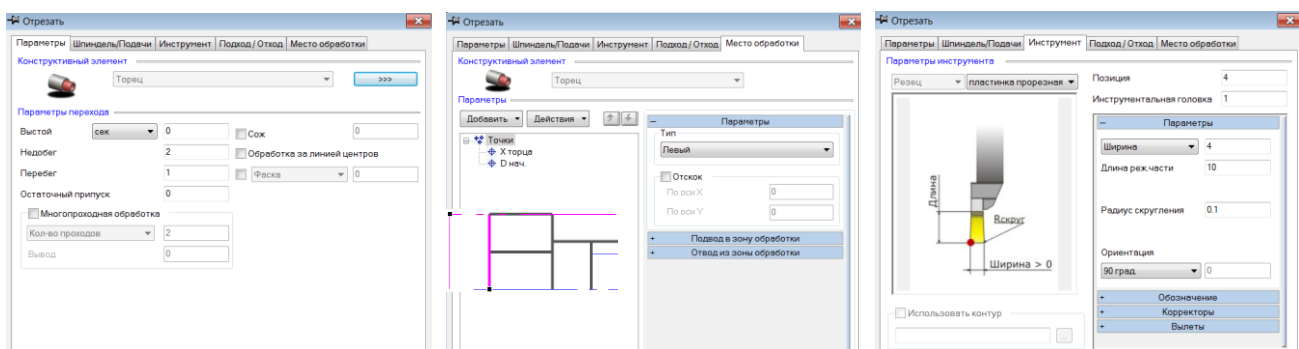 Отрезать
Параметры Шпиндель/Подачи Инструмент Подход / Отход Место обработки
Конструктивный элемент
Торец >>>
Параметры перехода
Выстой сек 0 Сож 0
Недобег 2 Обработка за линией центров
Перебег 1 Фаска 0
Остаточный припуск 0
Многопроходная обработка
Кол-во проходов 2
Вывод 0
Отрезать
Параметры Шпиндель/Подачи Инструмент Подход / Отход Место обработки
Конструктивный элемент
Торец
Параметры
Добавить Действия
Точки
X торца
D нач.
Параметры
Тип
Левый
Отскок
По оси X 0
По оси Y 0
Подвод в зону обработки
Отвод из зоны обработки
Отрезать
Параметры Шпиндель/Подачи Инструмент Подход / Отход Место обработки
Параметры инструмента
Резец пластинка прорезная
Длина
Rскруг
Ширина > 0
Использовать контур
...
Позиция 4
Инструментальная головка 1
Параметры
Ширина 4
Длина реж.части 10
Радиус скругления 0.1
Ориентация
90 град. 0
Обозначение
Корректоры
Вылеты